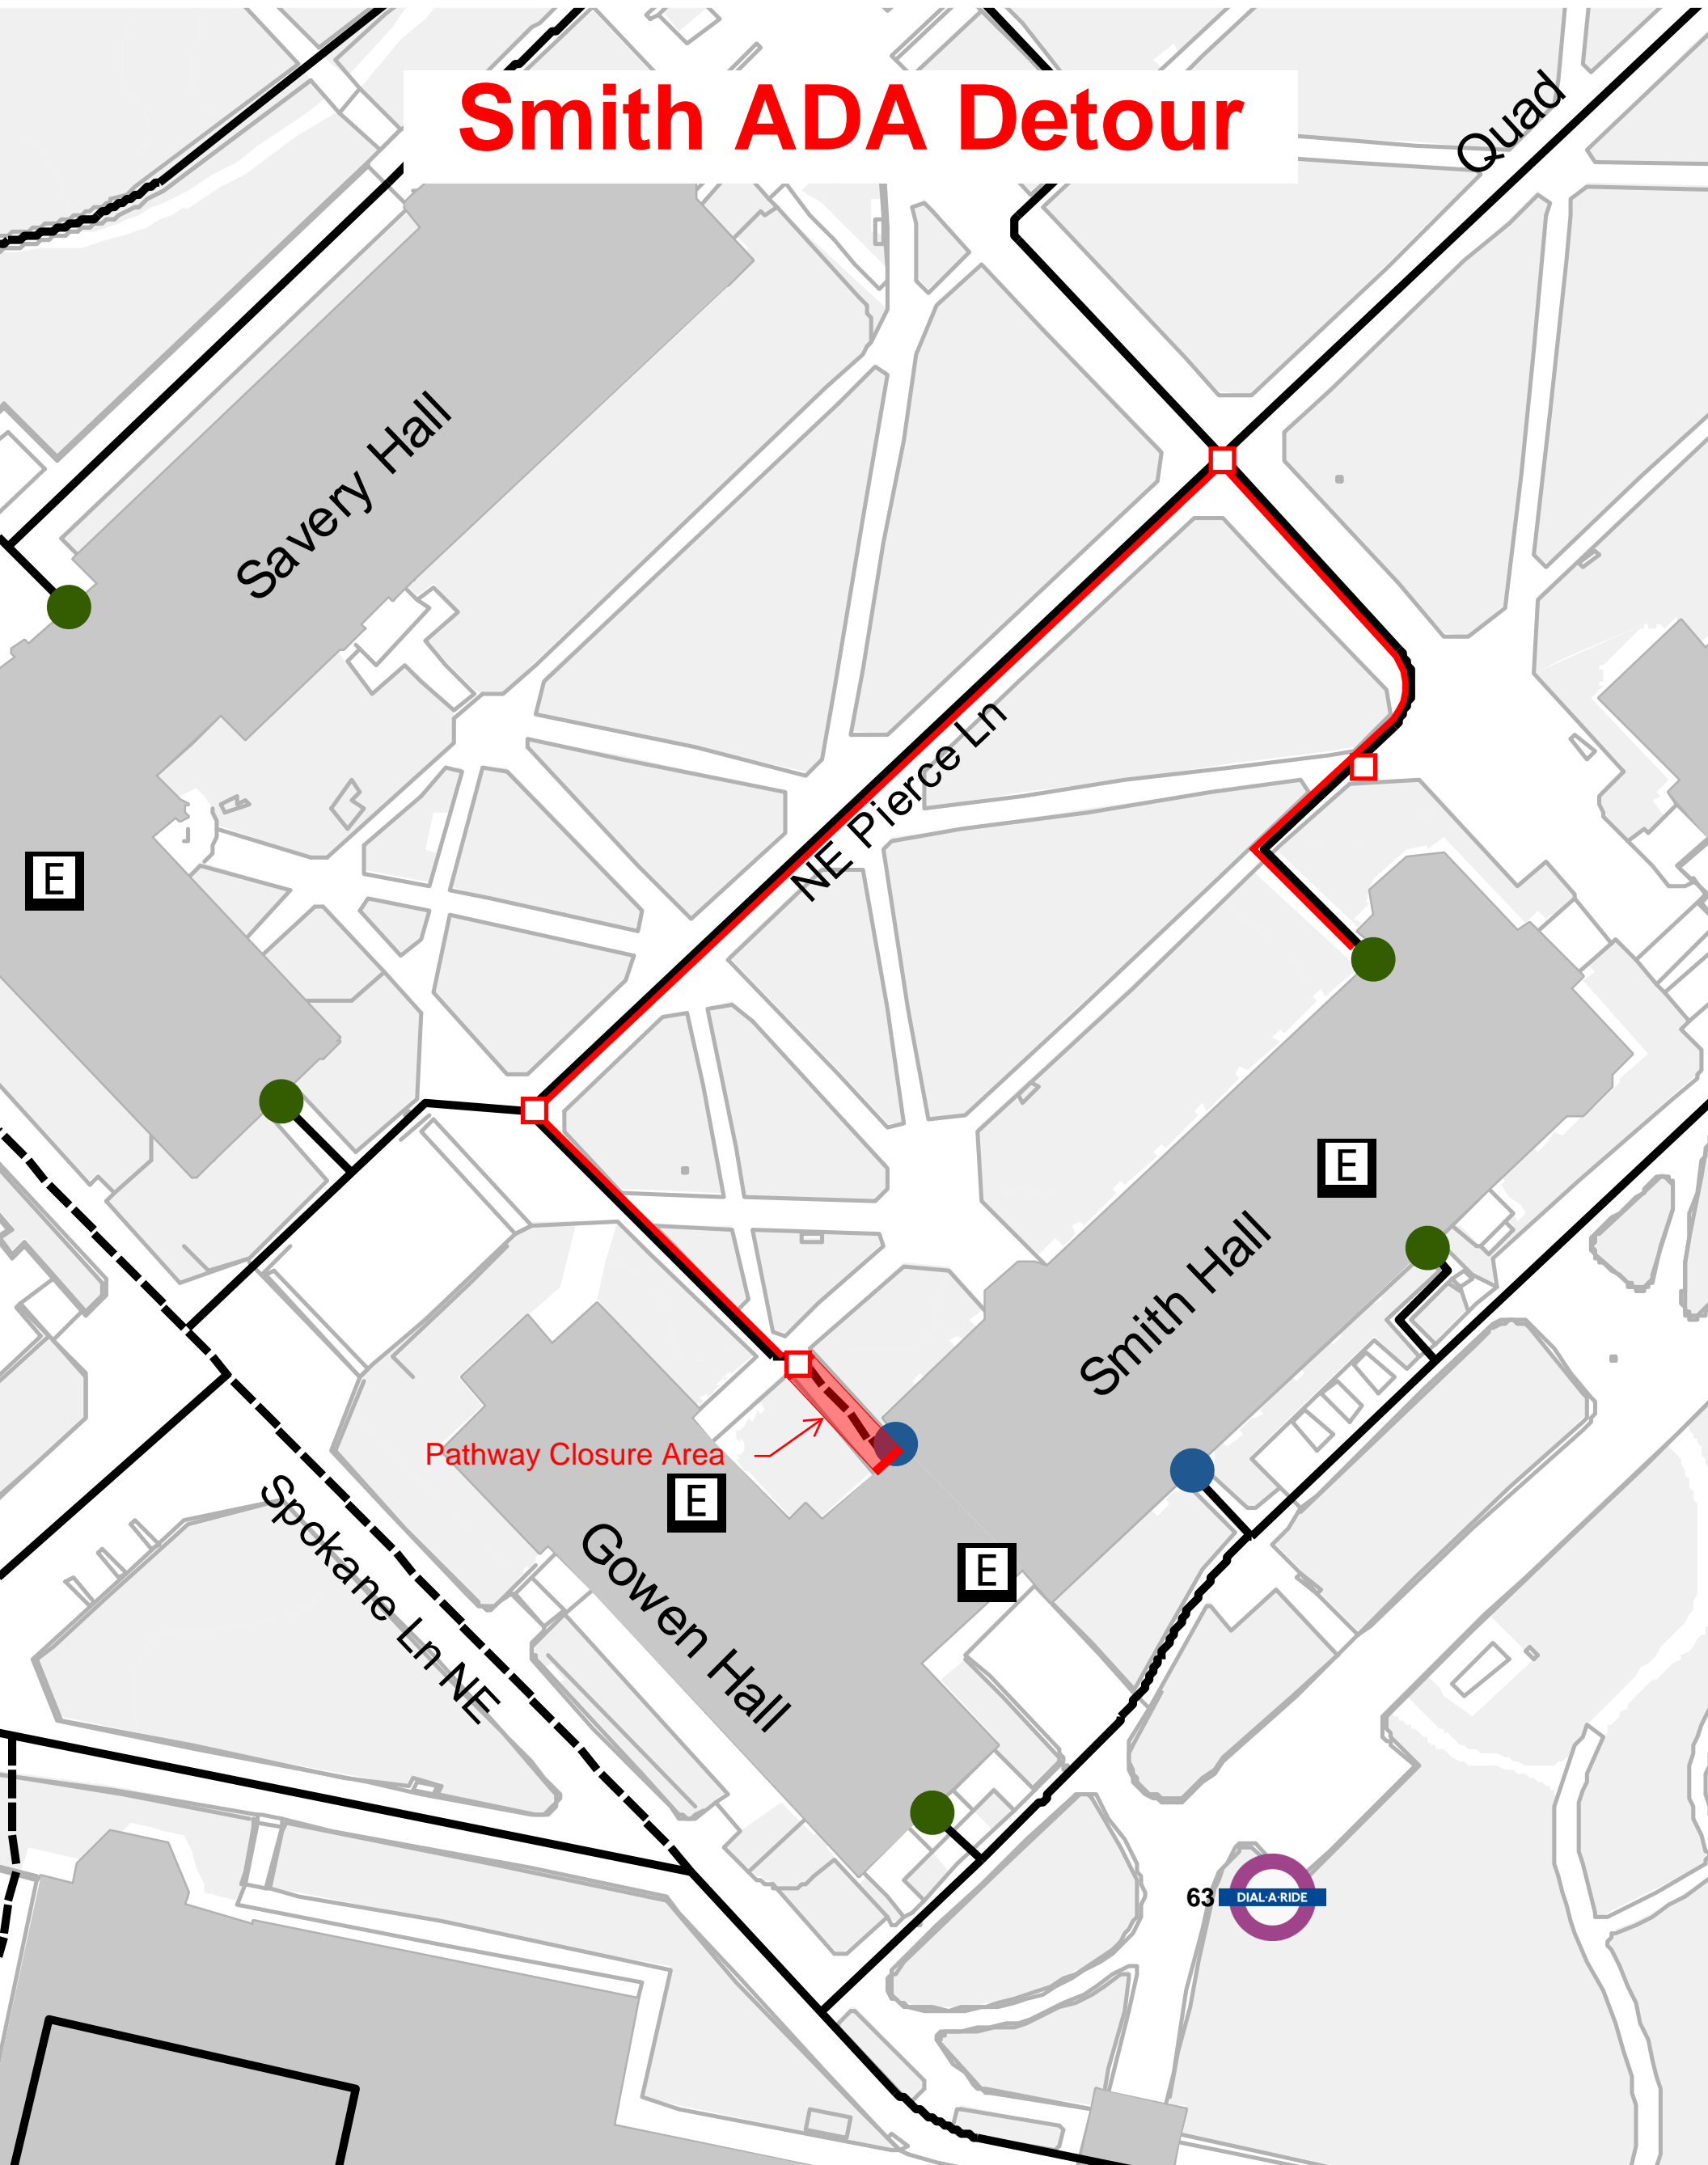 Smith ADA Detour
Quad
Savery Hall
NE Pierce Ln
E
E
Smith Hall
Pathway Closure Area
E
Spokane Ln NE
Gowen Hall
E
63
DIAL·A·RIDE